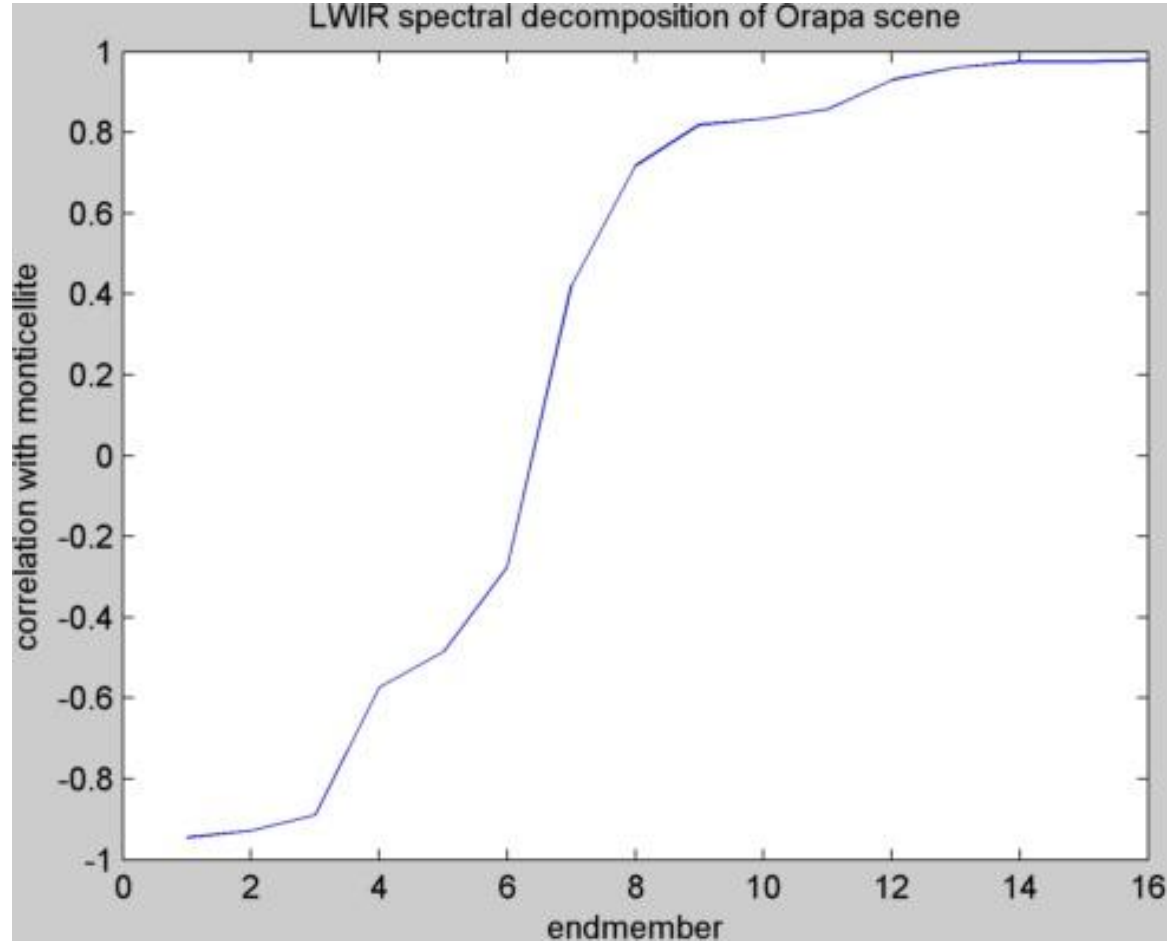 LWIR spectral decomposition of Orapa scene
1
0.8
0.6
0.4
0.2
0
-0.2
-0.4
-0.6
-0.8
-1
correlation with monticellite
0 2 4 6 8 10 12 14 16
endmember